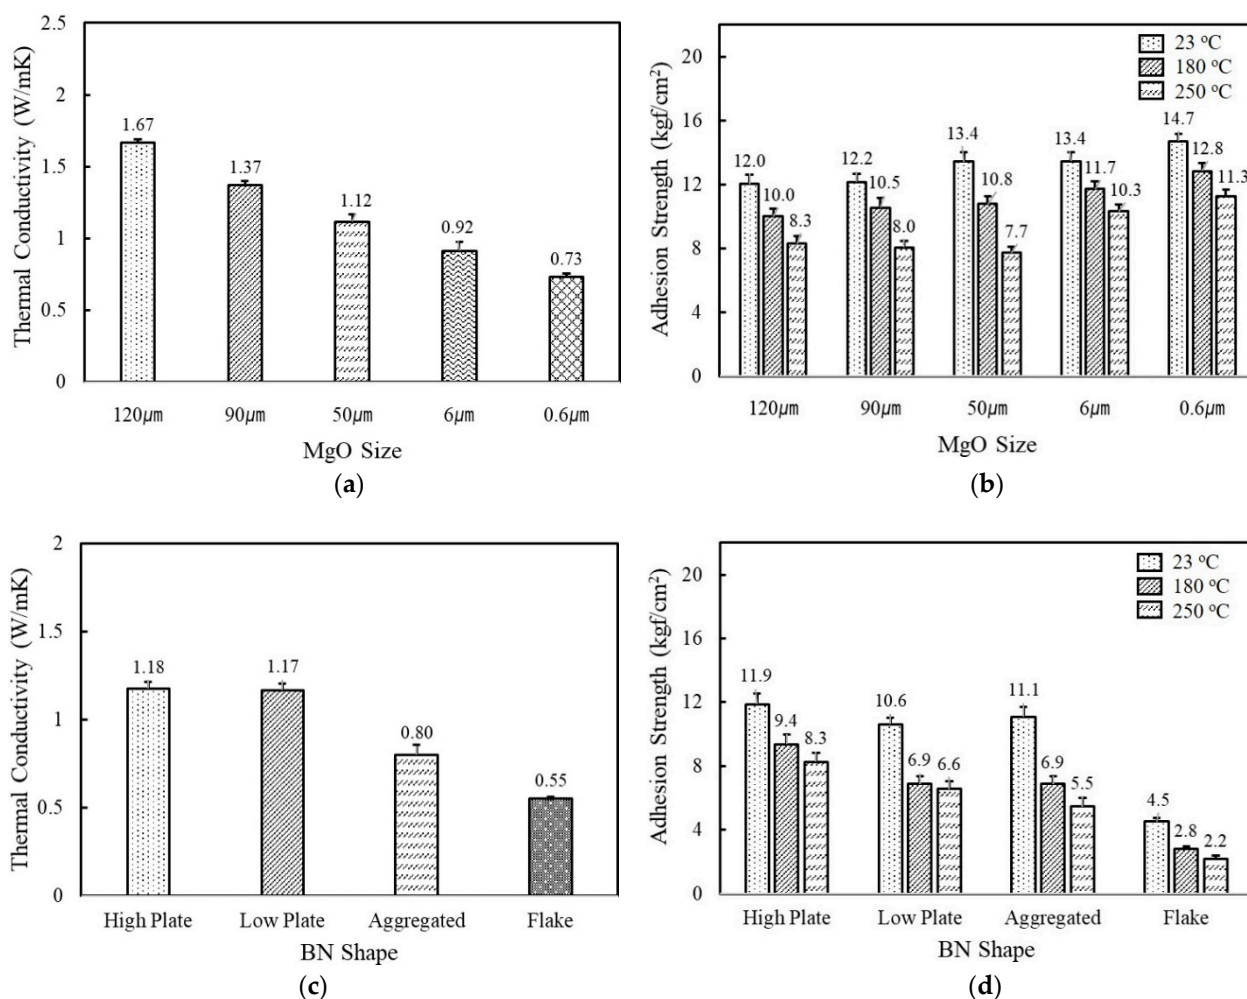 Thermal Conductivity (W/mK)
2.5
2
1.5
1
0.5
0
1.67
1.37
1.12
0.92
0.73
120μm 90μm 50μm 6μm 0.6μm
MgO Size
(a)
Adhesion Strength (kgf/cm²)
20
16
12
8
4
0
23 °C
180 °C
250 °C
12.0 10.0 8.3
12.2 10.5 8.0
13.4 10.8 7.7
13.4 11.7 10.3
14.7 12.8 11.3
120μm 90μm 50μm 6μm 0.6μm
MgO Size
(b)
Thermal Conductivity (W/mK)
2
1.5
1
0.5
0
1.18
1.17
0.80
0.55
High Plate Low Plate Aggregated Flake
BN Shape
(c)
Adhesion Strength (kgf/cm²)
20
16
12
8
4
0
23 °C
180 °C
250 °C
11.9 9.4 8.3
10.6 6.9 6.6
11.1 6.9 5.5
4.5 2.8 2.2
High Plate Low Plate Aggregated Flake
BN Shape
(d)